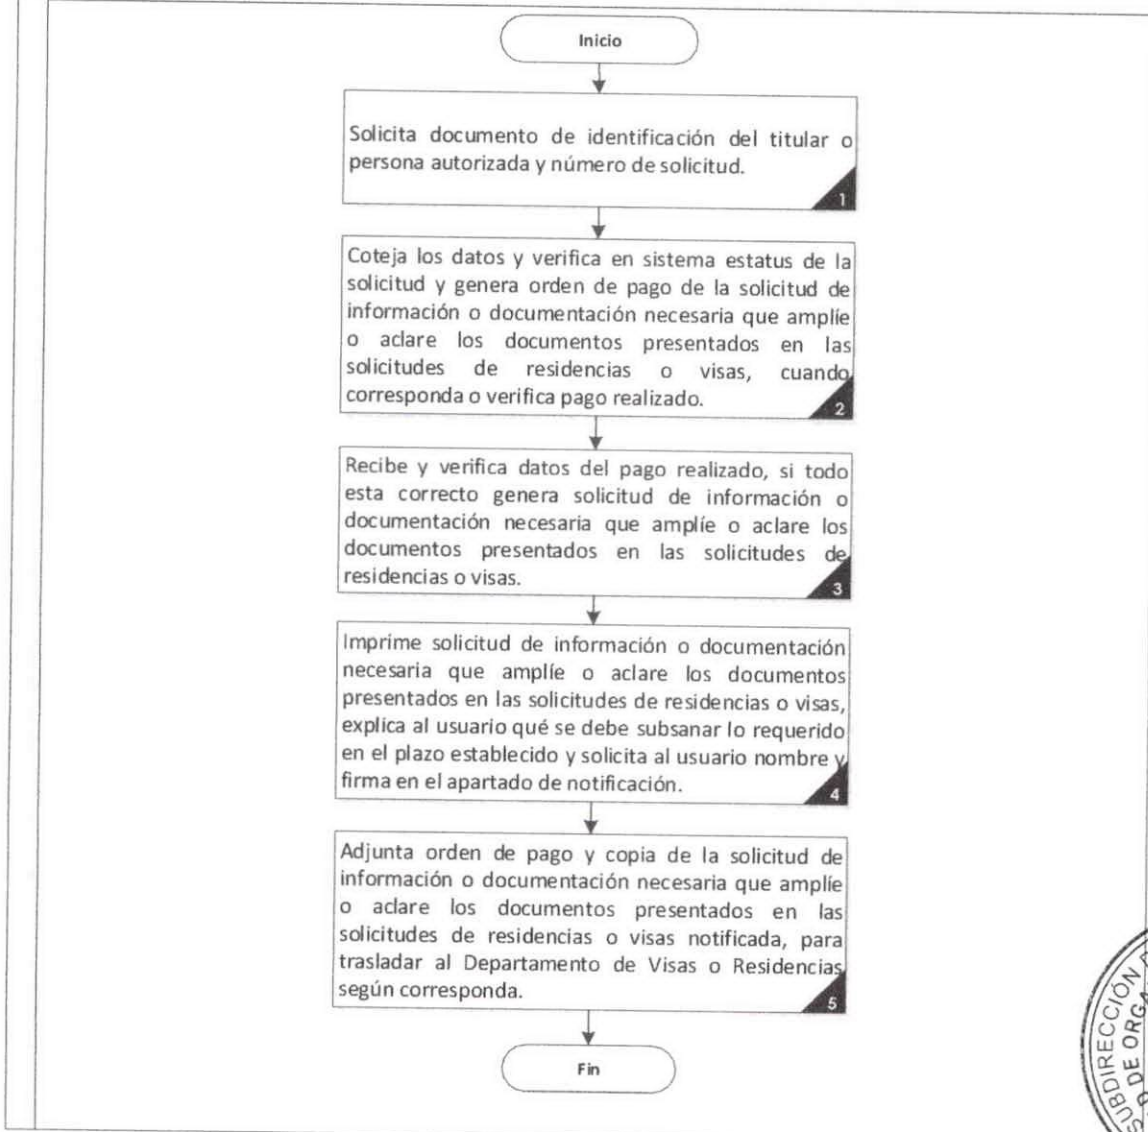 Inicio
Solicita documento de identificación del titular o
persona autorizada y número de solicitud.
1
Coteja los datos y verifica en sistema estatus de la
solicitud y genera orden de pago de la solicitud de
información o documentación necesaria que amplíe
o aclare los documentos presentados en las
solicitudes de residencias o visas, cuando
corresponda o verifica pago realizado.
2
Recibe y verifica datos del pago realizado, si todo
esta correcto genera solicitud de información o
documentación necesaria que amplíe o aclare los
documentos presentados en las solicitudes de
residencias o visas.
3
Imprime solicitud de información o documentación
necesaria que amplíe o aclare los documentos
presentados en las solicitudes de residencias o visas,
explica al usuario qué se debe subsanar lo requerido
en el plazo establecido y solicita al usuario nombre y
firma en el apartado de notificación.
4
Adjunta orden de pago y copia de la solicitud de
información o documentación necesaria que amplíe
o aclare los documentos presentados en las
solicitudes de residencias o visas notificada, para
trasladar al Departamento de Visas o Residencias
según corresponda.
5
Fin
SUBDIRECCIÓN
DE